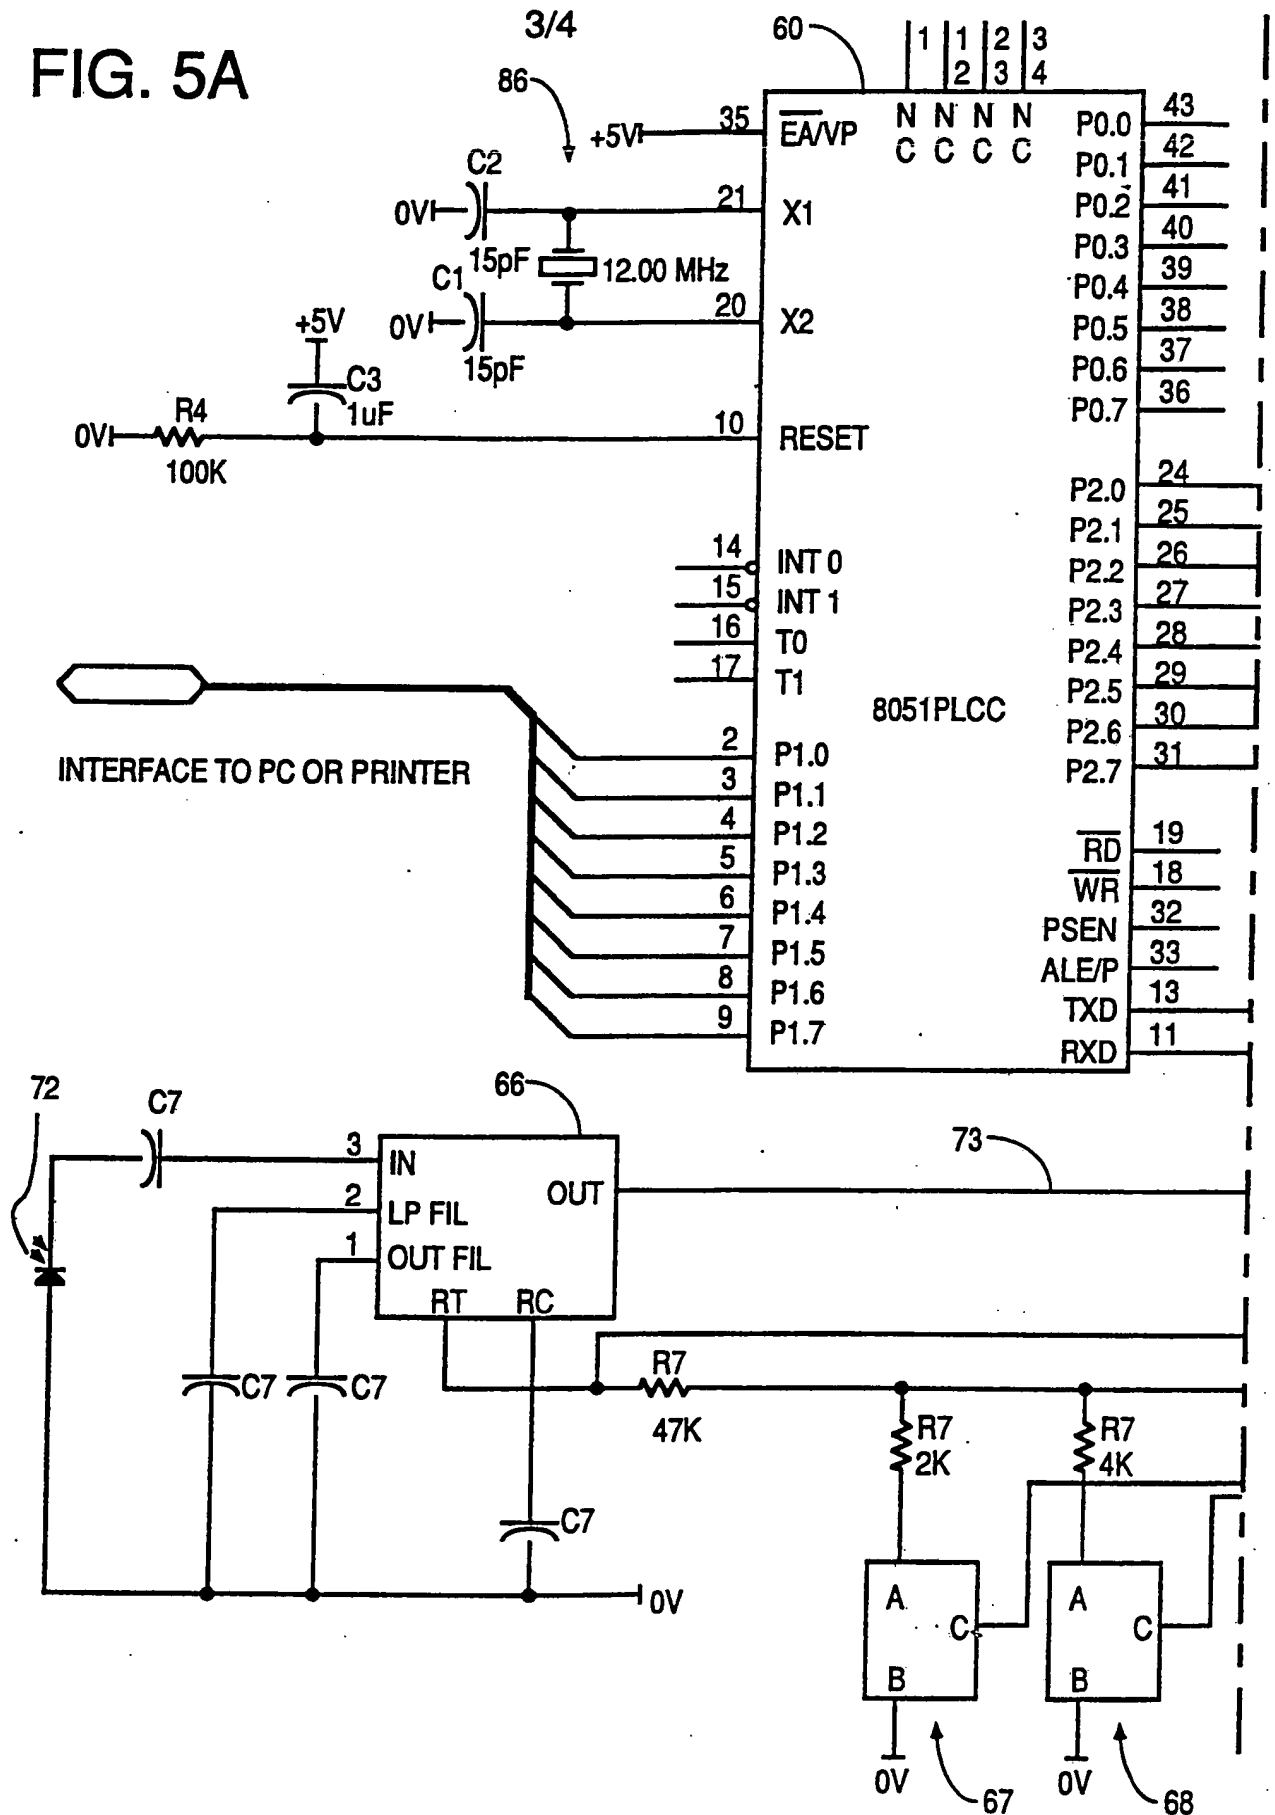 3/4
FIG. 5A
60
1 1 2 3
2 3 4
86
+5V 35 EA/VP
N N N N
C C C C
P0.0 43
P0.1 42
P0.2 41
P0.3 40
P0.4 39
P0.5 38
P0.6 37
P0.7 36
C2
0V 21 X1
15pF 12.00 MHz
C1
0V 20 X2
15pF
+5V
C3
1uF
R4
0V 10 RESET
100K
P2.0 24
P2.1 25
P2.2 26
P2.3 27
P2.4 28
P2.5 29
P2.6 30
P2.7 31
14 INT 0
15 INT 1
16 T0
17 T1
8051PLCC
INTERFACE TO PC OR PRINTER
2 P1.0
3 P1.1
4 P1.2
5 P1.3
6 P1.4
7 P1.5
8 P1.6
9 P1.7
RD 19
WR 18
PSEN 32
ALE/P 33
TXD 13
RXD 11
72
C7
66
73
3 IN
OUT
2 LP FIL
1 OUT FIL
RT RC
C7 C7
R7
47K
R7
2K
R7
4K
C7
0V
A
C
B
A
C
B
0V
67
0V
68